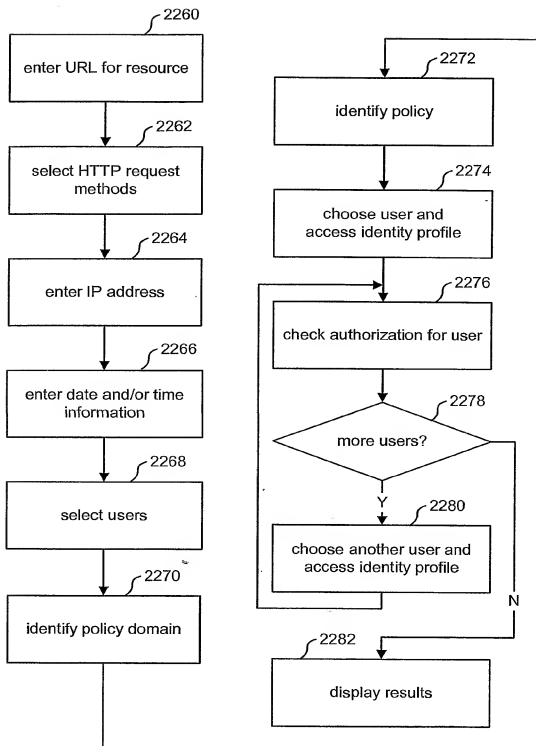 2260
enter URL for resource
2262
select HTTP request
methods
2264
enter IP address
2266
enter date and/or time
information
2268
select users
2270
identify policy domain
2272
identify policy
2274
choose user and
access identity profile
2276
check authorization for user
2278
more users?
Y
2280
choose another user and
access identity profile
N
2282
display results